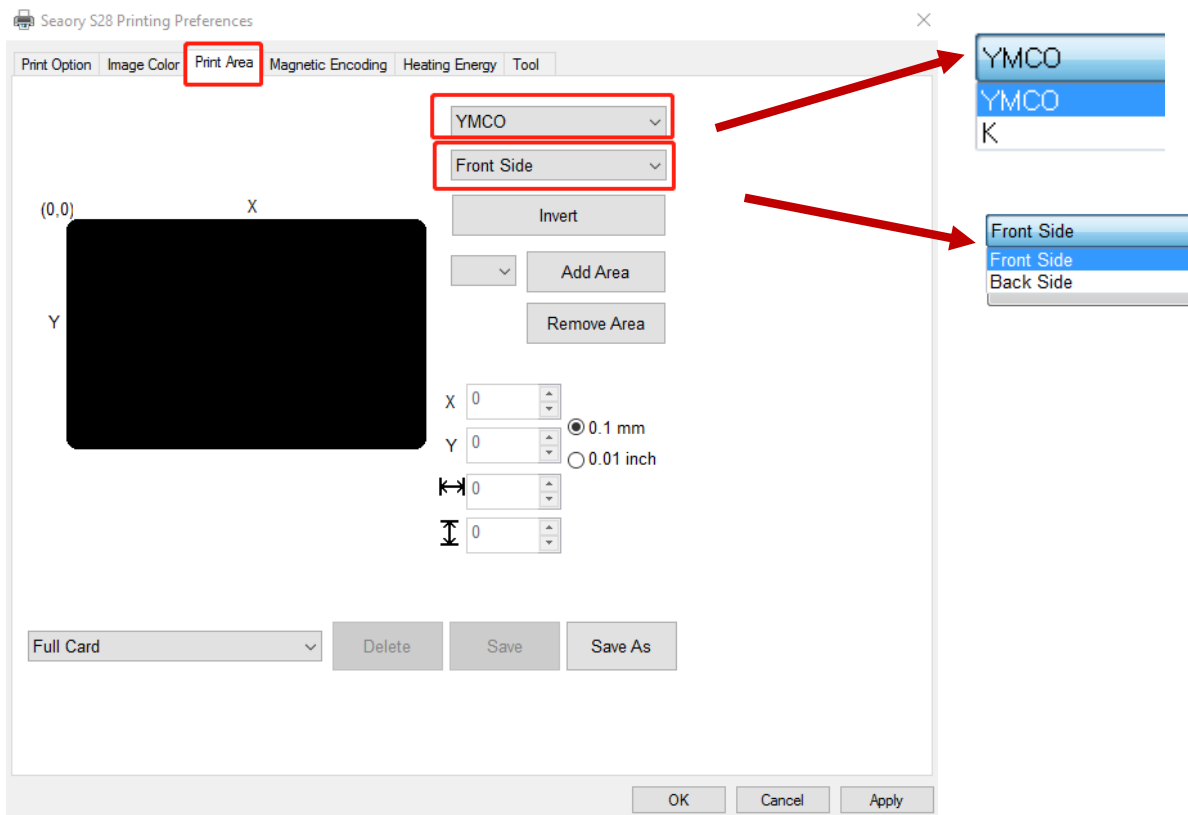 Seaory S28 Printing Preferences
Print Option Image Color Print Area Magnetic Encoding Heating Energy Tool
YMCO
Front Side
(0,0) X
Invert
Add Area
Y
Remove Area
X 0
0.1 mm
Y 0
0.01 inch
0
0
Full Card Delete Save Save As
OK Cancel Apply
YMCO
YMCO
K
Front Side
Front Side
Back Side